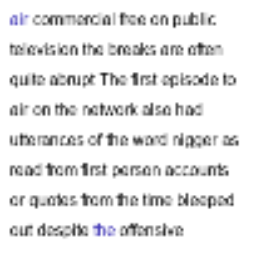 air commercial free on public
television the breaks are often
quite abrupt The first episode to
air on the network also had
utterances of the word nigger as
read from first person accounts
or quotes from the time bleeped
out despite the offensive